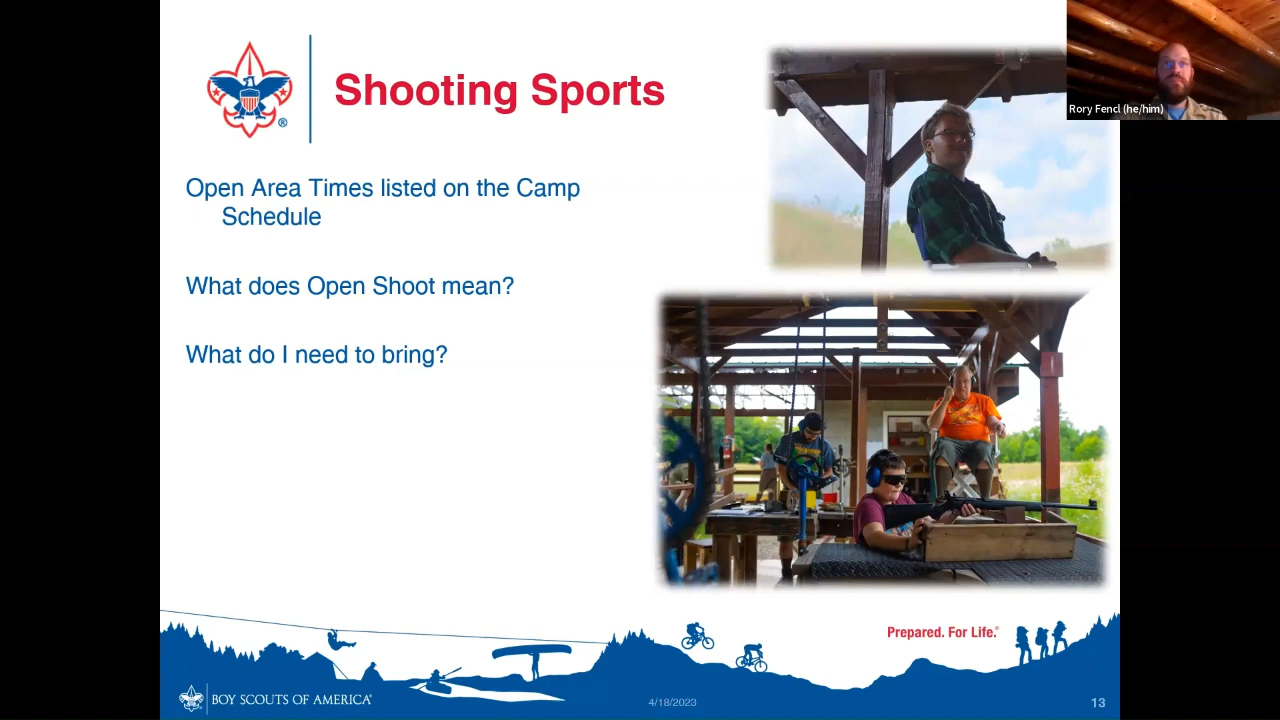 Shooting Sports
®
Rory Fencl (he/him)
Open Area Times listed on the Camp
Schedule
What does Open Shoot mean?
What do I need to bring?
Prepared. For Life.®
BOY SCOUTS OF AMERICA®
4/18/2023
13